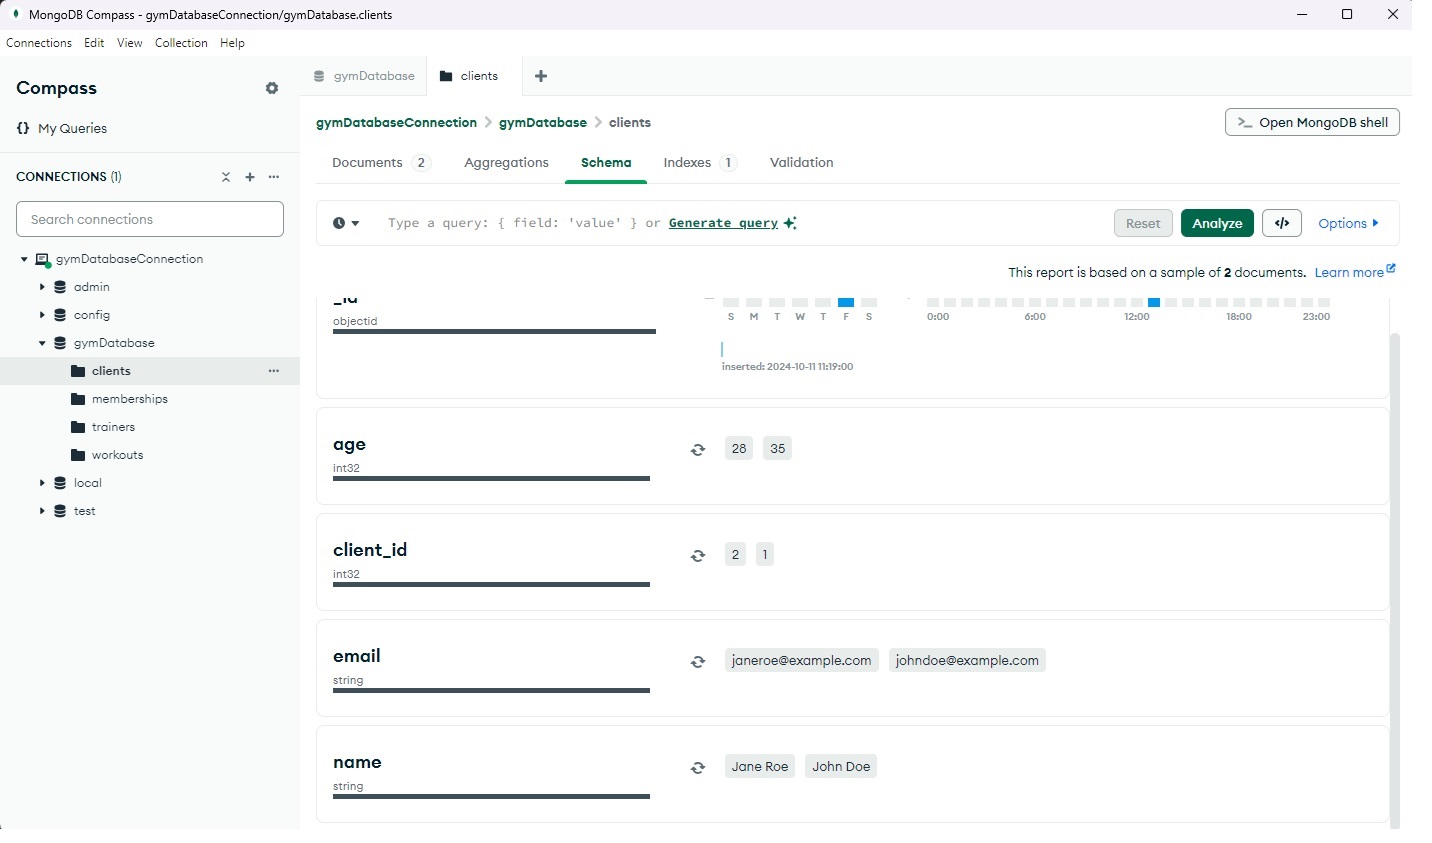 MongoDB Compass - gymDatabaseConnection/gymDatabase.clients
Connections Edit View Collection Help
Compass
{} My Queries
CONNECTIONS (1)
Search connections
gymDatabaseConnection
admin
config
gymDatabase
clients
memberships
trainers
workouts
local
test
gymDatabase clients
gymDatabaseConnection > gymDatabase > clients
>_ Open MongoDB shell
Documents 2 Aggregations Schema Indexes 1 Validation
Type a query: { field: 'value' } or Generate query
Reset Analyze </> Options
This report is based on a sample of 2 documents. Learn more
_id
objectid
S M T W T F S
0:00 6:00 12:00 18:00 23:00
inserted: 2024-10-11 11:19:00
age
int32
28 35
client_id
int32
2 1
email
string
janeroe@example.com johndoe@example.com
name
string
Jane Roe John Doe